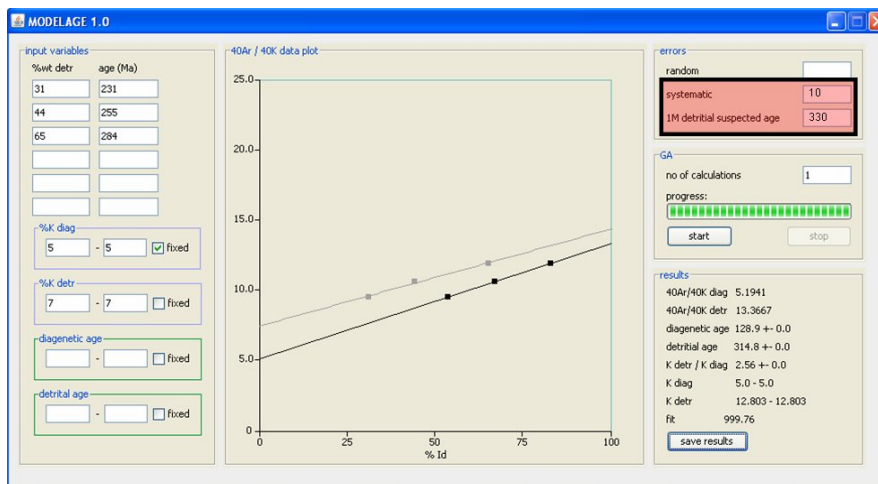 MODELAGE 1.0
input variables
%wt detr age (Ma)
31 231
44 255
65 284
%K diag
5 - 5 fixed
%K detr
7 - 7 fixed
diagenetic age
- fixed
detrital age
- fixed
40Ar / 40K data plot
25.0
20.0
15.0
10.0
5.0
0
0 25 50 75 100
% Id
errors
random
systematic 10
1M detritial suspected age 330
GA
no of calculations 1
progress:
start stop
results
40Ar/40K diag 5.1941
40Ar/40K detr 13.3667
diagenetic age 128.9 +- 0.0
detritial age 314.8 +- 0.0
K detr / K diag 2.56 +- 0.0
K diag 5.0 - 5.0
K detr 12.803 - 12.803
fit 999.76
save results